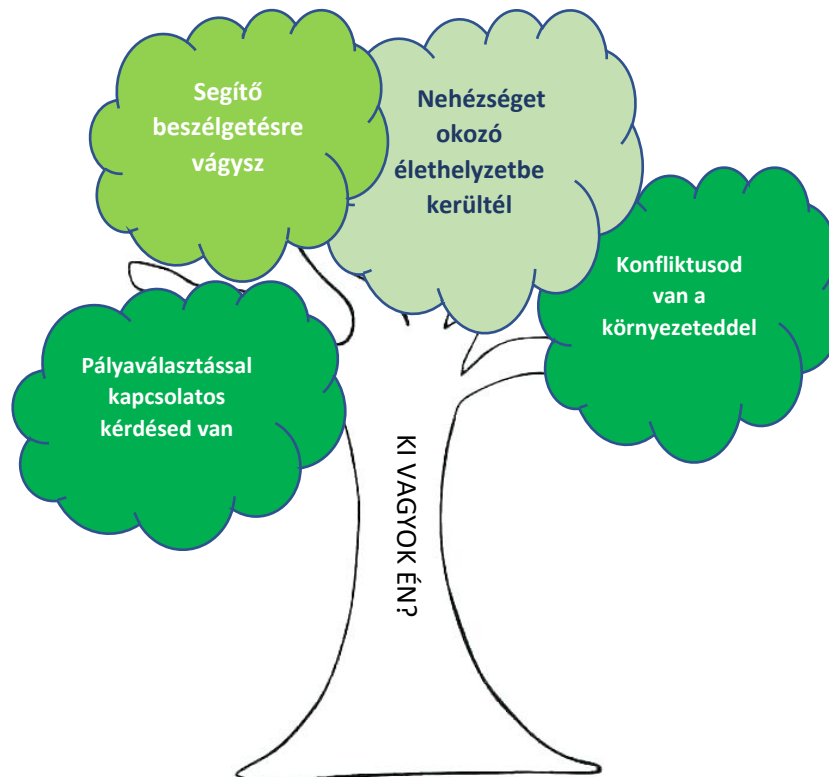 Segítő
beszélgetésre
vágysz
Nehézséget
okozó
élethelyzetbe
kerültél
Konfliktusod
van a
környezeteddel
Pályaválasztással
kapcsolatos
kérdésed van
KI VAGYOK ÉN?